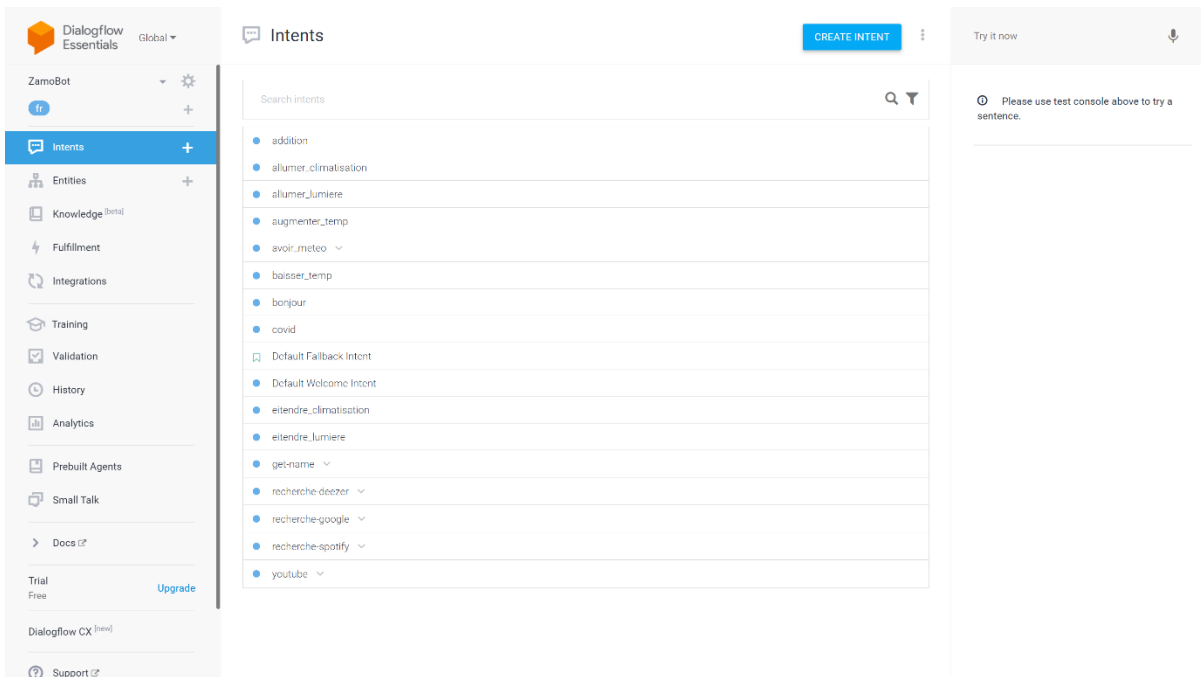 Dialogflow
Essentials
Global
ZamoBot
fr
Intents
Entities
Knowledge [beta]
Fulfillment
Integrations
Training
Validation
History
Analytics
Prebuilt Agents
Small Talk
Docs
Trial
Free
Upgrade
Dialogflow CX [new]
Support
Intents
CREATE INTENT
Search intents
addition
allumer_climatisation
allumer_lumiere
augmenter_temp
avoir_meteo
baisser_temp
bonjour
covid
Default Fallback Intent
Default Welcome Intent
eitendre_climatisation
eitendre_lumiere
get-name
recherche-deezer
recherche-google
recherche-spotify
youtube
Try it now
Please use test console above to try a
sentence.